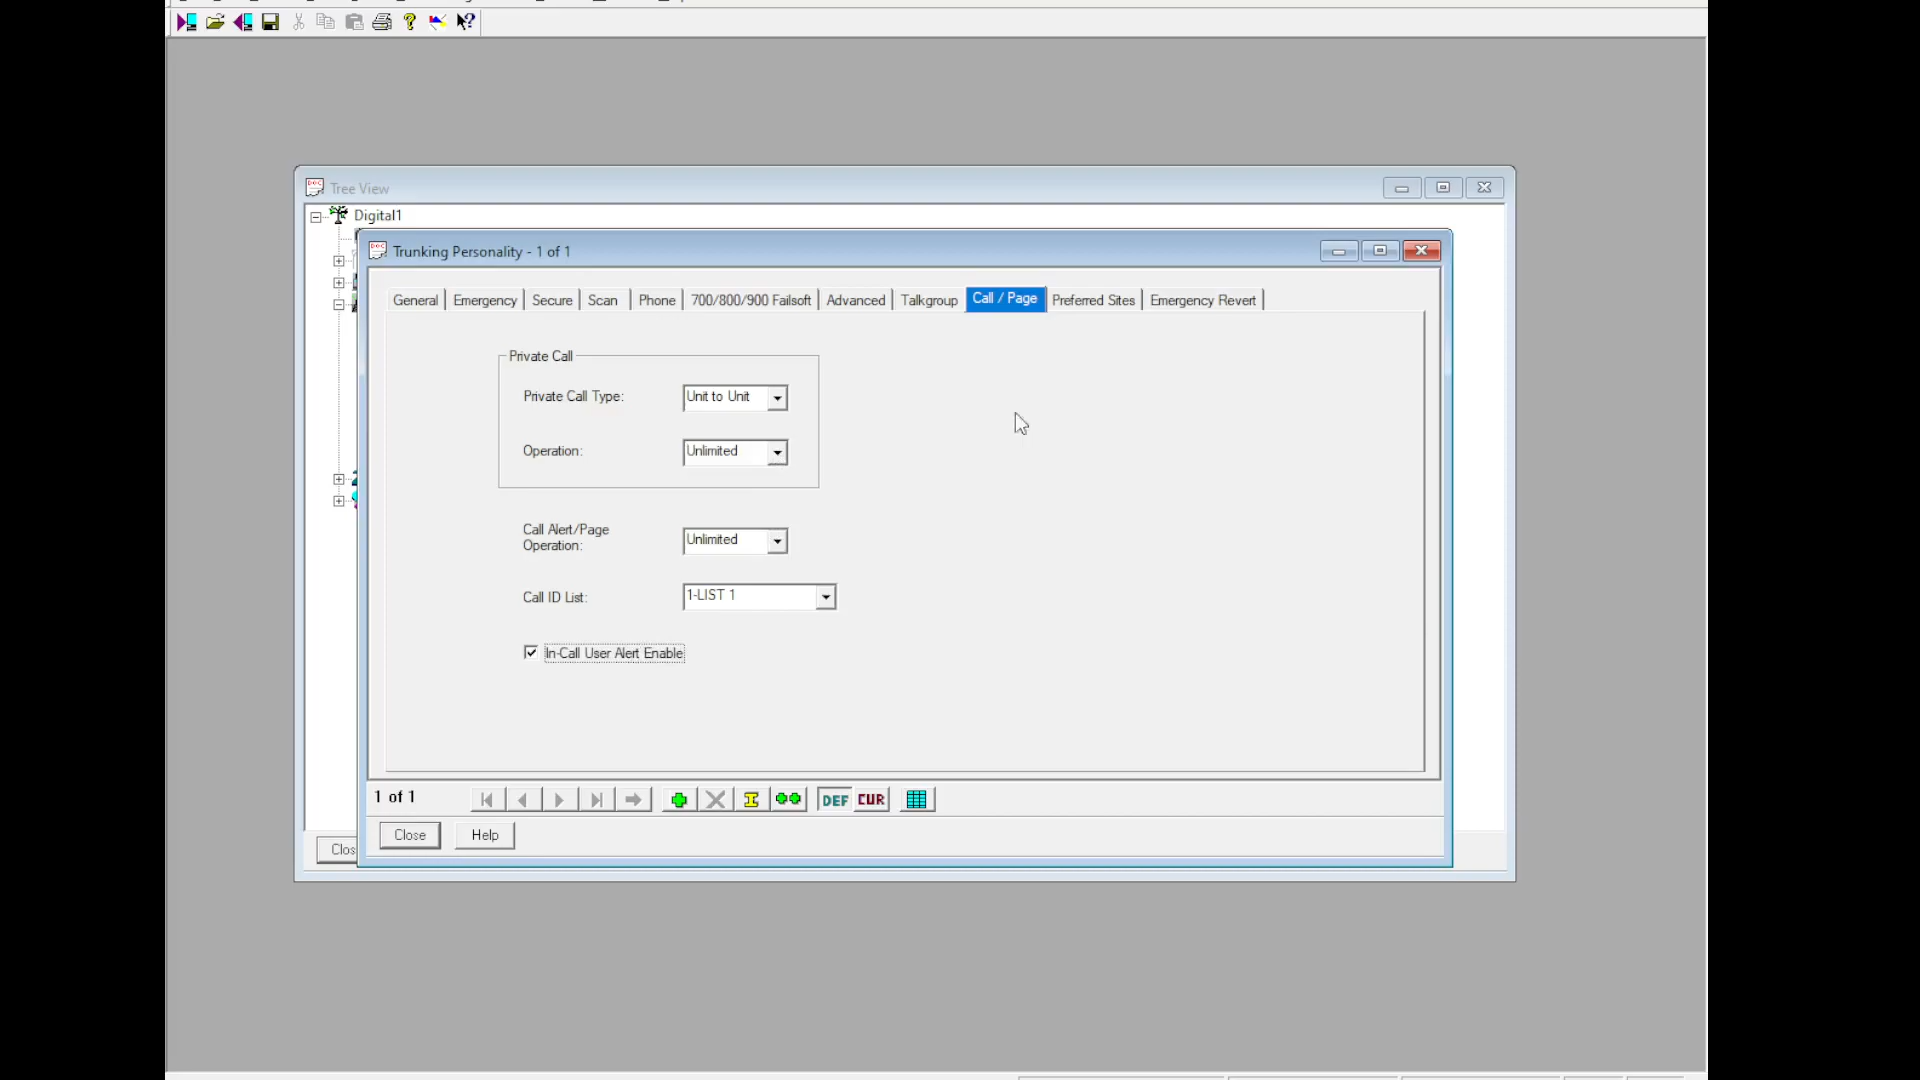 Tree View
Digital1
Trunking Personality - 1 of 1
General Emergency Secure Scan Phone 700/800/900 Failsoft Advanced Talkgroup Call / Page Preferred Sites Emergency Revert
Private Call
Private Call Type: Unit to Unit
Operation: Unlimited
Call Alert/Page
Operation: Unlimited
Call ID List: 1-LIST 1
In-Call User Alert Enable
1 of 1 DEF CUR
Close Help
Clos